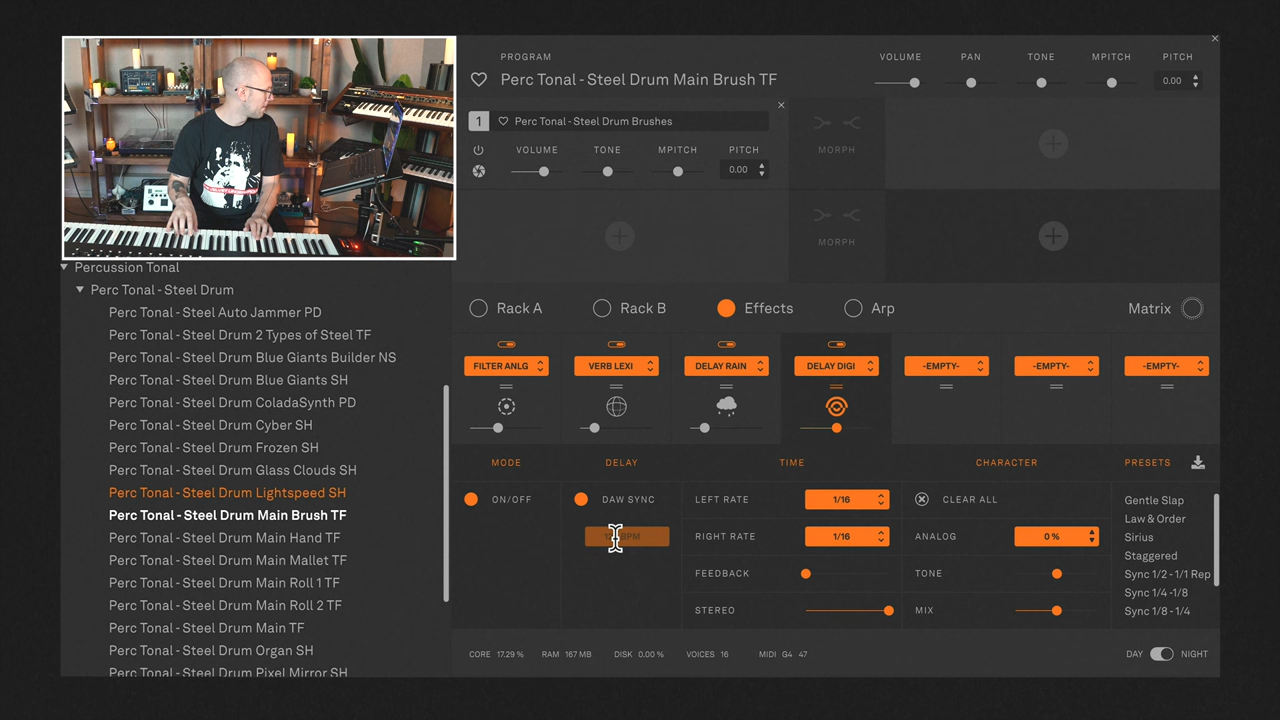 PROGRAM
Perc Tonal - Steel Drum Main Brush TF
VOLUME PAN TONE MPITCH PITCH
0.00
1 Perc Tonal - Steel Drum Brushes
VOLUME TONE MPITCH PITCH
0.00
MORPH
MORPH
Percussion Tonal
Perc Tonal - Steel Drum
Perc Tonal - Steel Auto Jammer PD
Perc Tonal - Steel Drum 2 Types of Steel TF
Perc Tonal - Steel Drum Blue Giants Builder NS
Perc Tonal - Steel Drum Blue Giants SH
Perc Tonal - Steel Drum ColadaSynth PD
Perc Tonal - Steel Drum Cyber SH
Perc Tonal - Steel Drum Frozen SH
Perc Tonal - Steel Drum Glass Clouds SH
Perc Tonal - Steel Drum Lightspeed SH
Perc Tonal - Steel Drum Main Brush TF
Perc Tonal - Steel Drum Main Hand TF
Perc Tonal - Steel Drum Main Mallet TF
Perc Tonal - Steel Drum Main Roll 1 TF
Perc Tonal - Steel Drum Main Roll 2 TF
Perc Tonal - Steel Drum Main TF
Perc Tonal - Steel Drum Organ SH
Perc Tonal - Steel Drum Pixel Mirror SH
Rack A Rack B Effects Arp Matrix
FILTER ANLG VERB LEXI DELAY RAIN DELAY DIGI -EMPTY- -EMPTY- -EMPTY-
MODE DELAY TIME CHARACTER PRESETS
ON/OFF DAW SYNC LEFT RATE 1/16 CLEAR ALL
BPM RIGHT RATE 1/16 ANALOG 0 %
FEEDBACK TONE
STEREO MIX
Gentle Slap
Law & Order
Sirius
Staggered
Sync 1/2 - 1/1 Rep
Sync 1/4 -1/8
Sync 1/8 - 1/4
CORE 17.29 % RAM 167 MB DISK 0.00 % VOICES 16 MIDI G4 47 DAY NIGHT